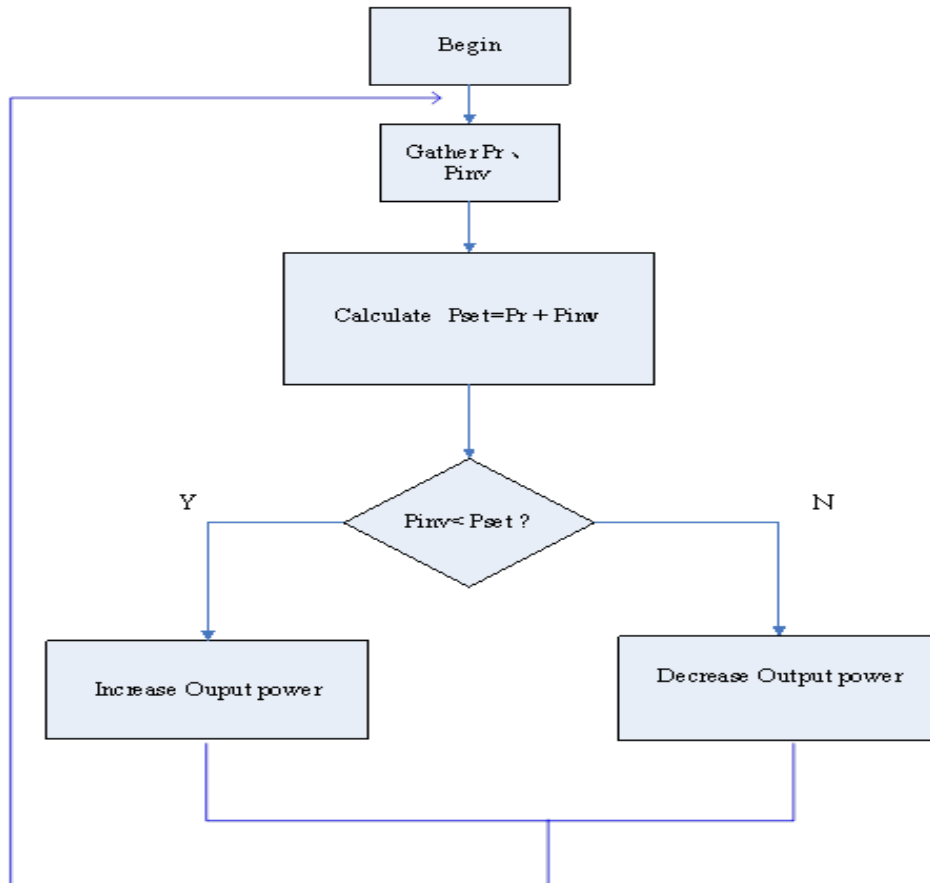 Begin
Gather Pr 、
Pinv
Calculate Pset=Pr + Pinv
Y
Pinv< Pset ?
N
Increase Ouput power
Decrease Output power